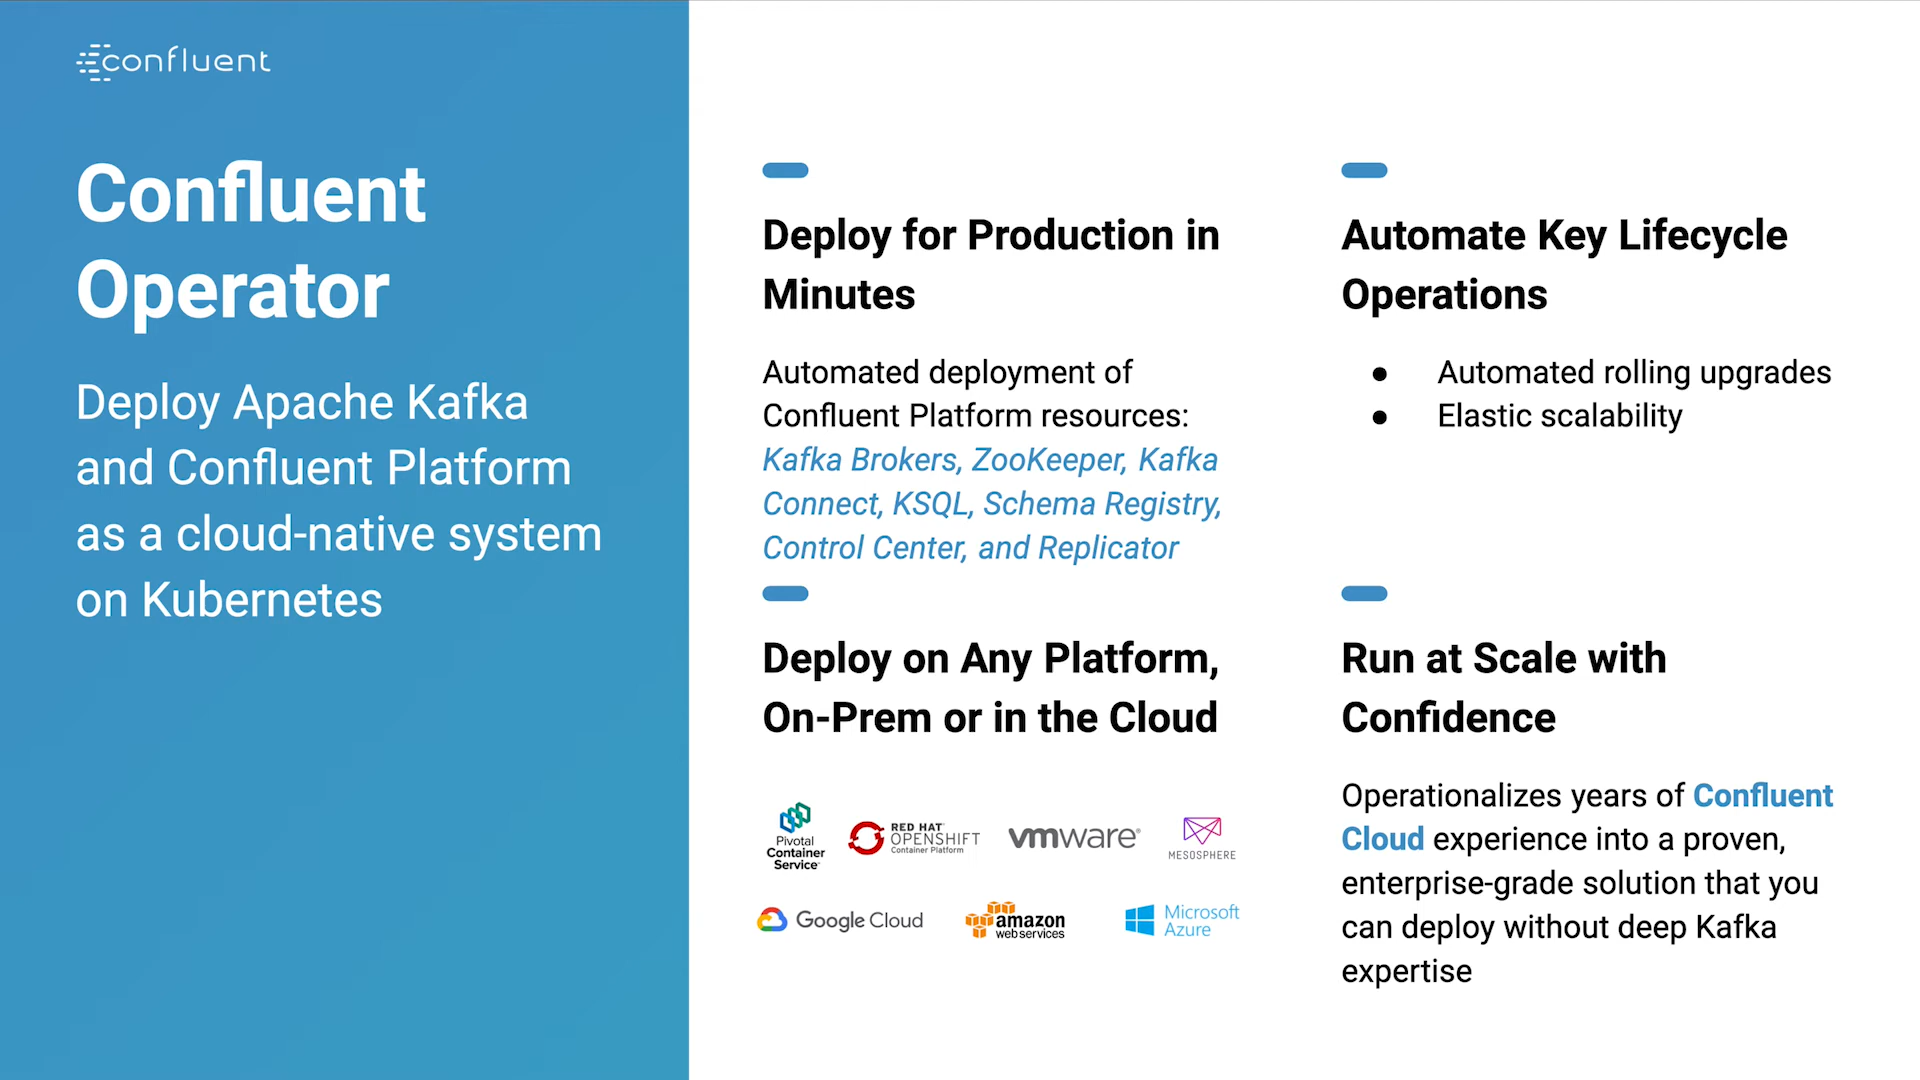 confluent
Confluent
Operator
Deploy Apache Kafka
and Confluent Platform
as a cloud-native system
on Kubernetes
Deploy for Production in
Minutes
Automated deployment of
Confluent Platform resources:
Kafka Brokers, ZooKeeper, Kafka
Connect, KSQL, Schema Registry,
Control Center, and Replicator
Automate Key Lifecycle
Operations
● Automated rolling upgrades
● Elastic scalability
Deploy on Any Platform,
On-Prem or in the Cloud
Pivotal
Container
Service
RED HAT
OPENSHIFT
Container Platform
vmware®
MESOSPHERE
Google Cloud
amazon
webservices
Microsoft
Azure
Run at Scale with
Confidence
Operationalizes years of Confluent
Cloud experience into a proven,
enterprise-grade solution that you
can deploy without deep Kafka
expertise